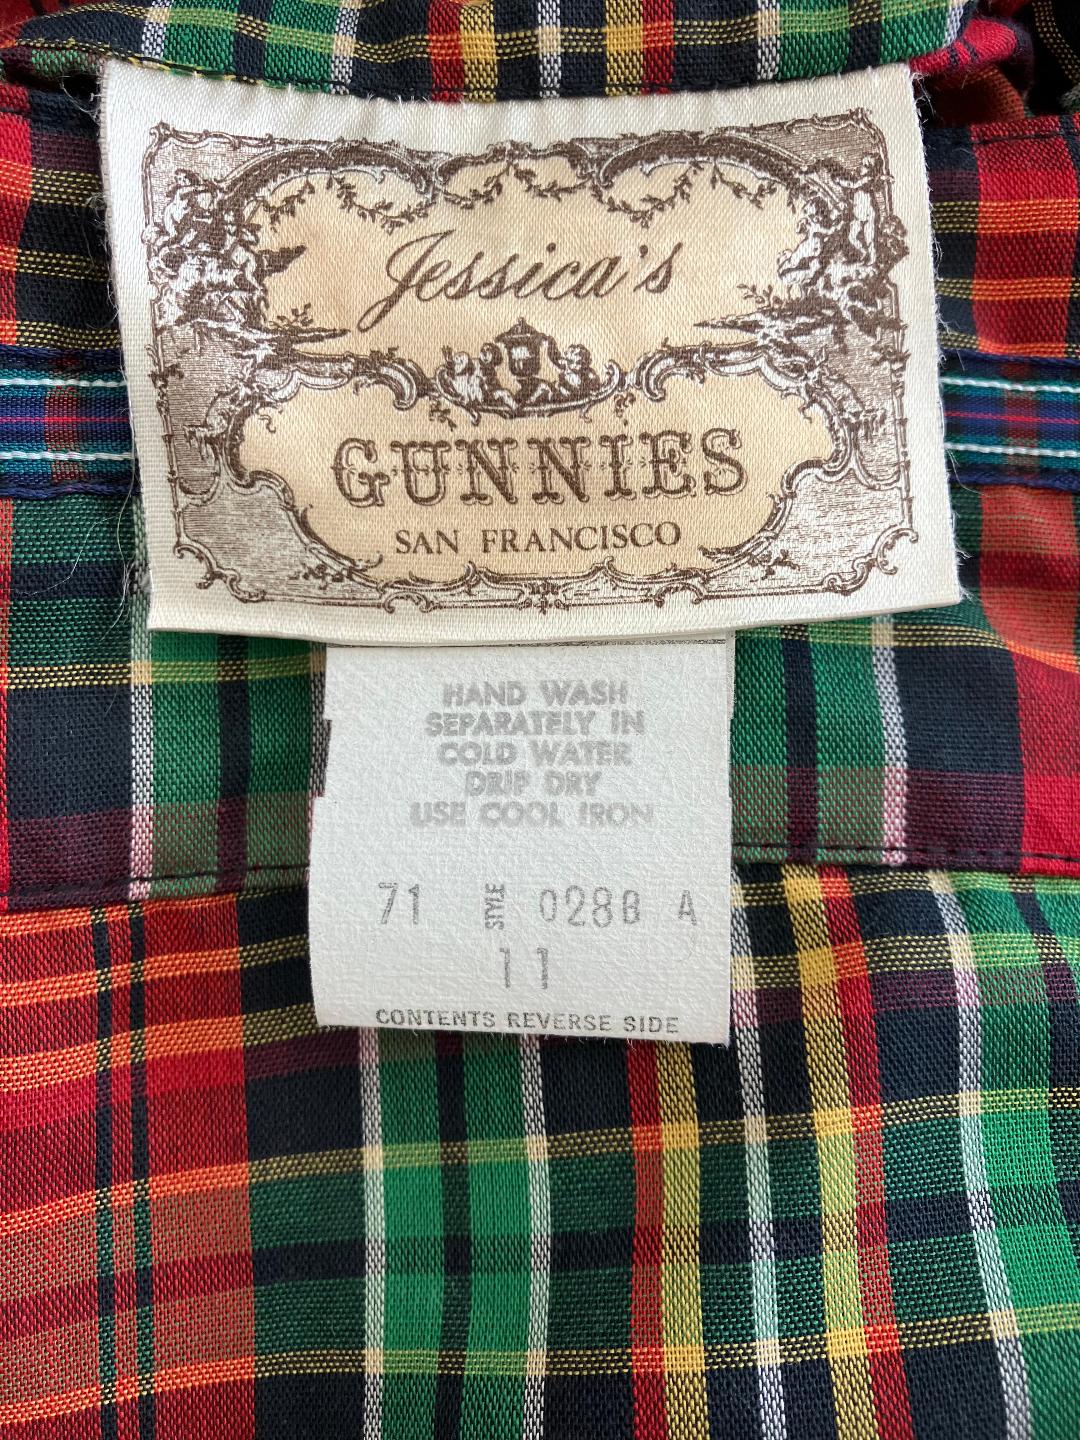 Jessica's
GUNNIES
SAN FRANCISCO
HAND WASH
SEPARATELY IN
COLD WATER
DRIP DRY
USE COOL IRON
71 STYLE 028B A
11
CONTENTS REVERSE SIDE